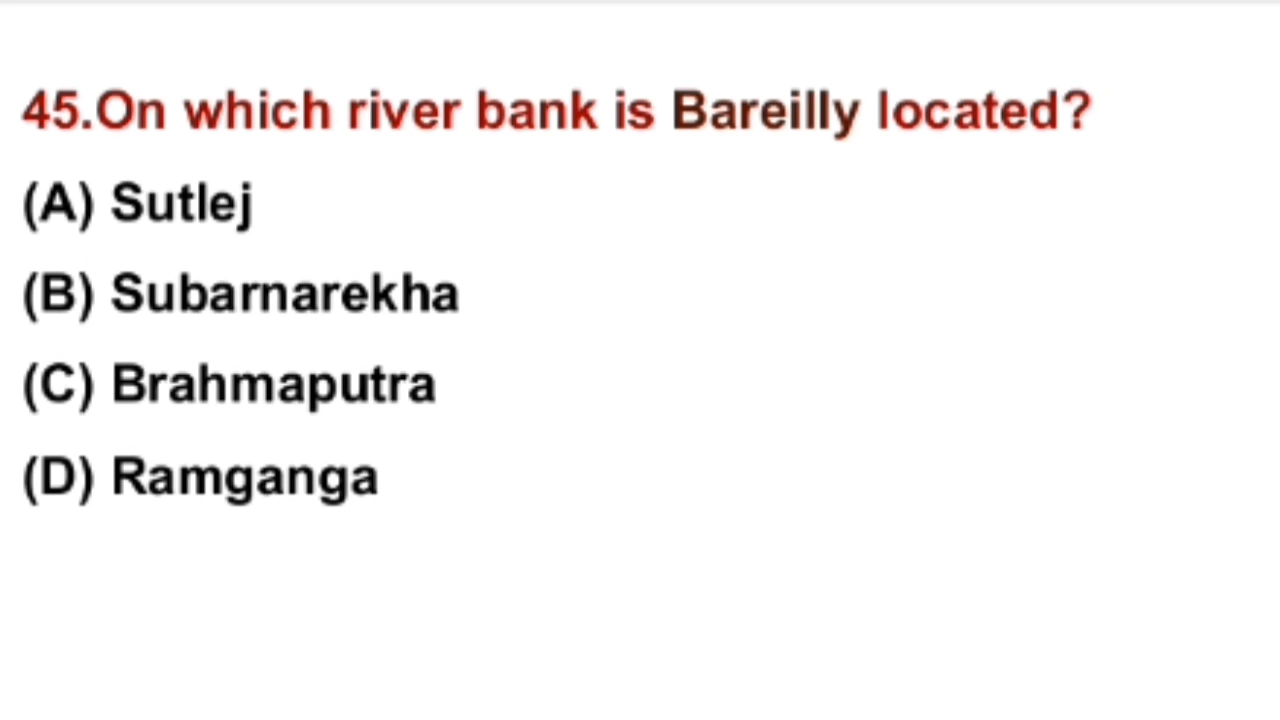 45.On which river bank is Bareilly located?
(A) Sutlej
(B) Subarnarekha
(C) Brahmaputra
(D) Ramganga